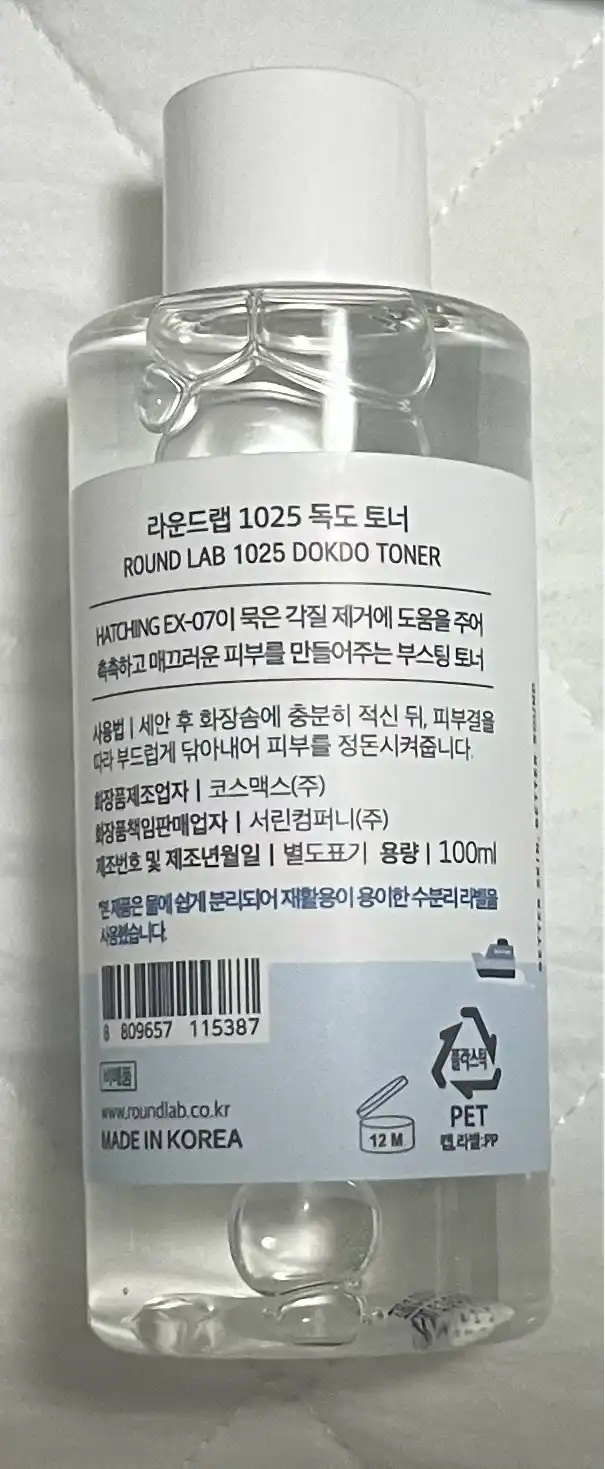 라운드랩 1025 독도 토너
ROUND LAB 1025 DOKDO TONER
HATCHING EX-07이 묵은 각질 제거에 도움을 주어
촉촉하고 매끄러운 피부를 만들어주는 부스팅 토너
사용법 | 세안 후 화장솜에 충분히 적신 뒤, 피부결을
따라 부드럽게 닦아내어 피부를 정돈시켜줍니다.
화장품제조업자 | 코스맥스(주)
화장품책임판매업자 | 서린컴퍼니(주)
제조번호 및 제조년월일 | 별도표기 용량 | 100ml
*본 제품은 물에 쉽게 분리되어 재활용이 용이한 수분리 라벨을
사용했습니다.
8 809657 115387
비매품
www.roundlab.co.kr
MADE IN KOREA
12 M
플라스틱
PET
캡,라벨:PP
BETTER SKIN, BETTER ROUND